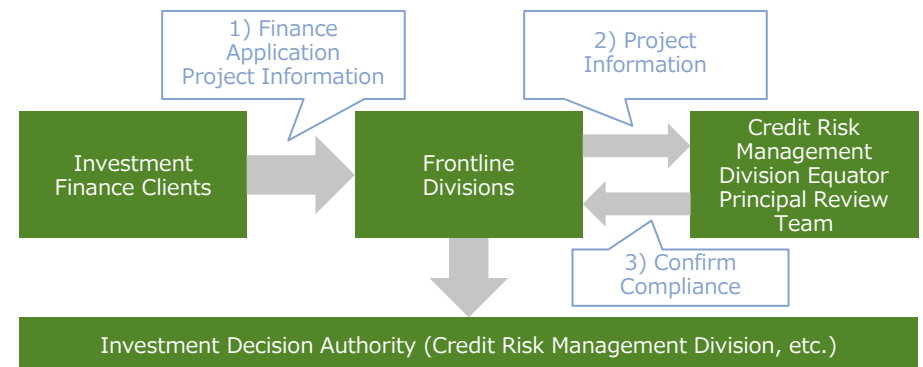 1) Finance
Application
Project Information
2) Project
Information
Investment
Finance Clients
Frontline
Divisions
Credit Risk
Management
Division Equator
Principal Review
Team
3) Confirm
Compliance
Investment Decision Authority (Credit Risk Management Division, etc.)